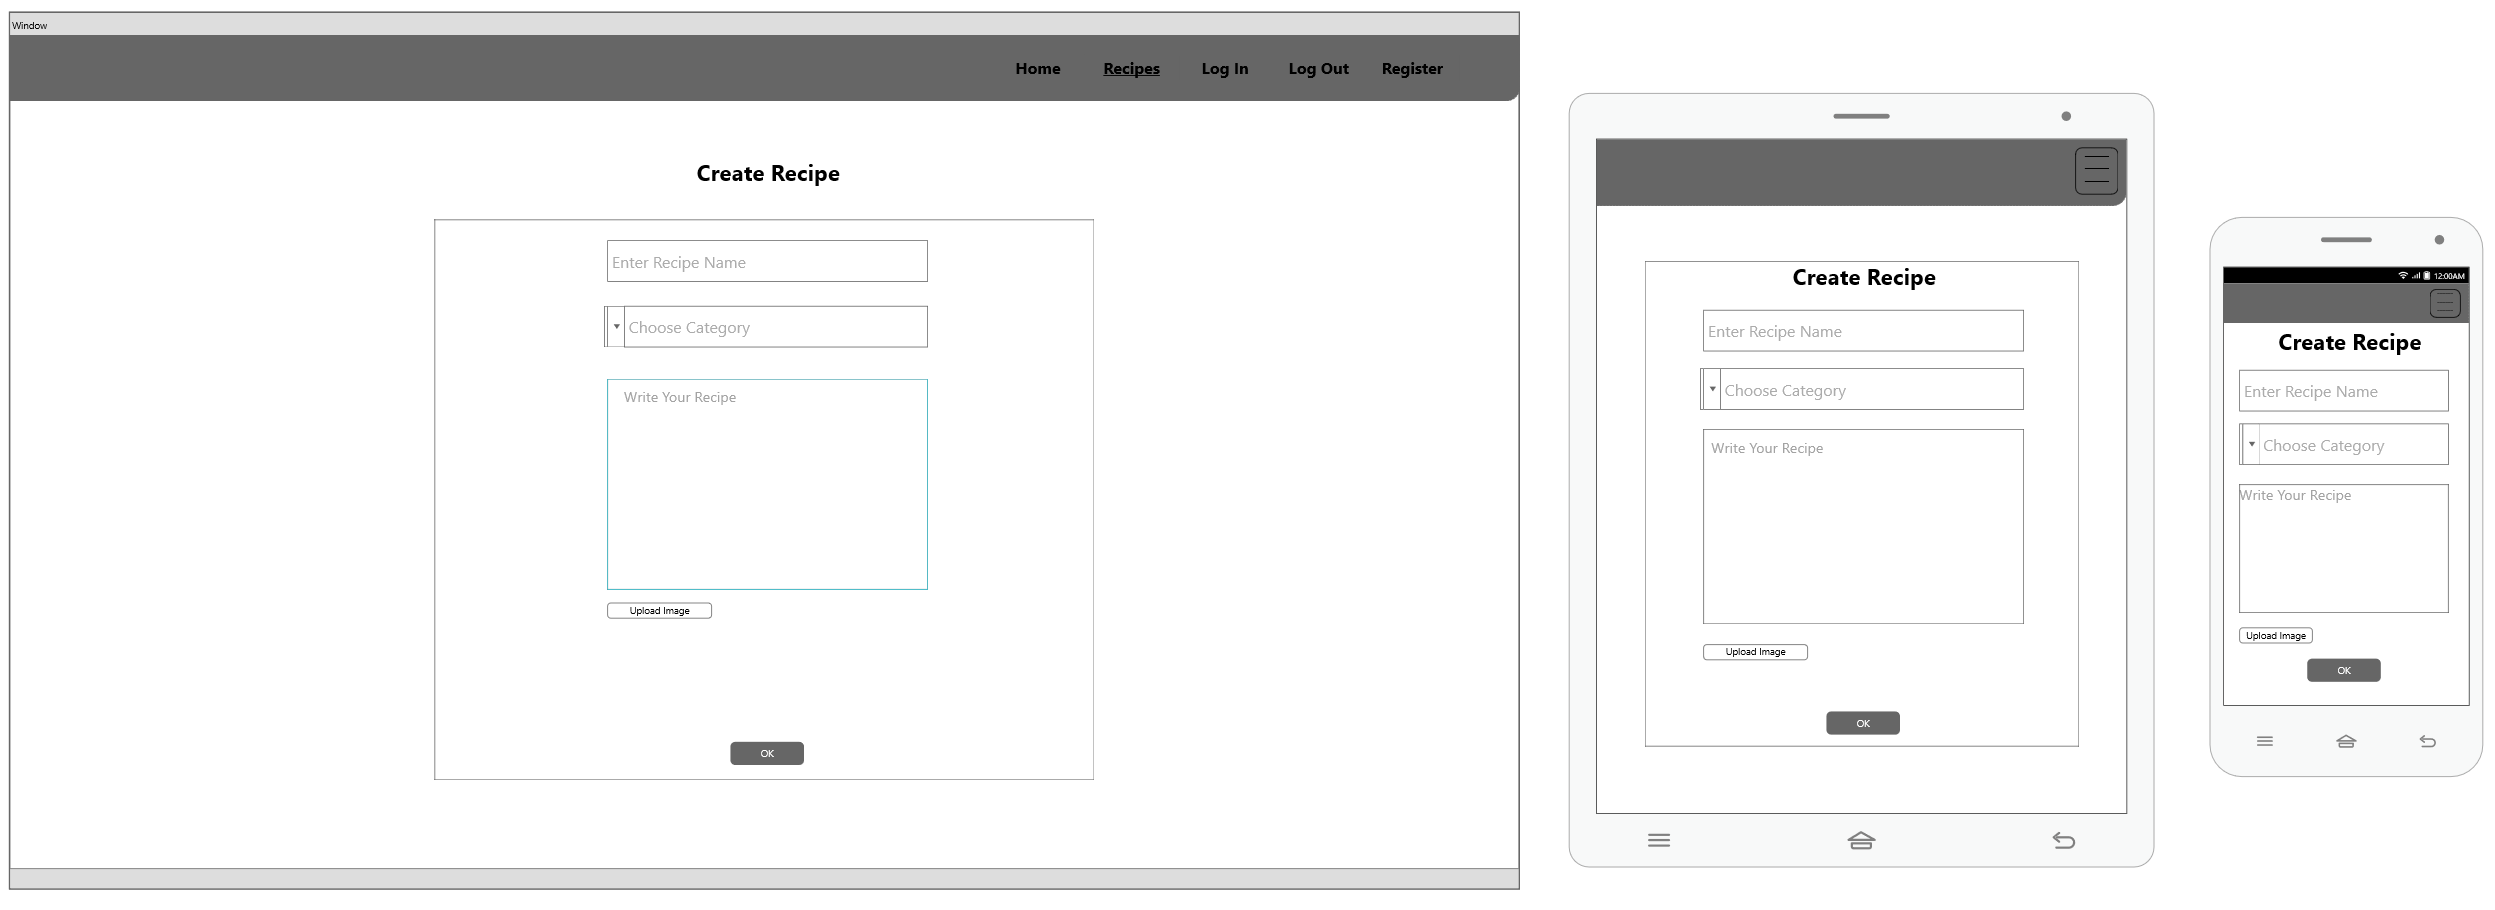 Window
Home Recipes Log In Log Out Register
Create Recipe
Enter Recipe Name
Choose Category
Write Your Recipe
Upload Image
OK
Create Recipe
Enter Recipe Name
Choose Category
Write Your Recipe
Upload Image
OK
12:00AM
Create Recipe
Enter Recipe Name
Choose Category
Write Your Recipe
Upload Image
OK